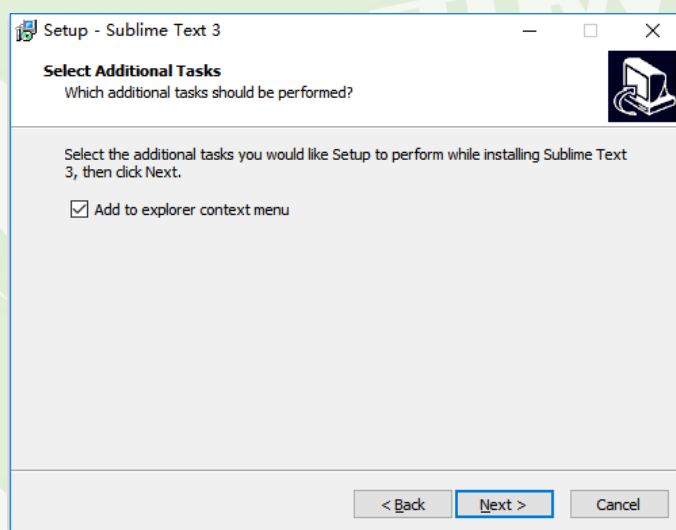 Setup - Sublime Text 3
Select Additional Tasks
Which additional tasks should be performed?
Select the additional tasks you would like Setup to perform while installing Sublime Text
3, then click Next.
Add to explorer context menu
< Back
Next >
Cancel